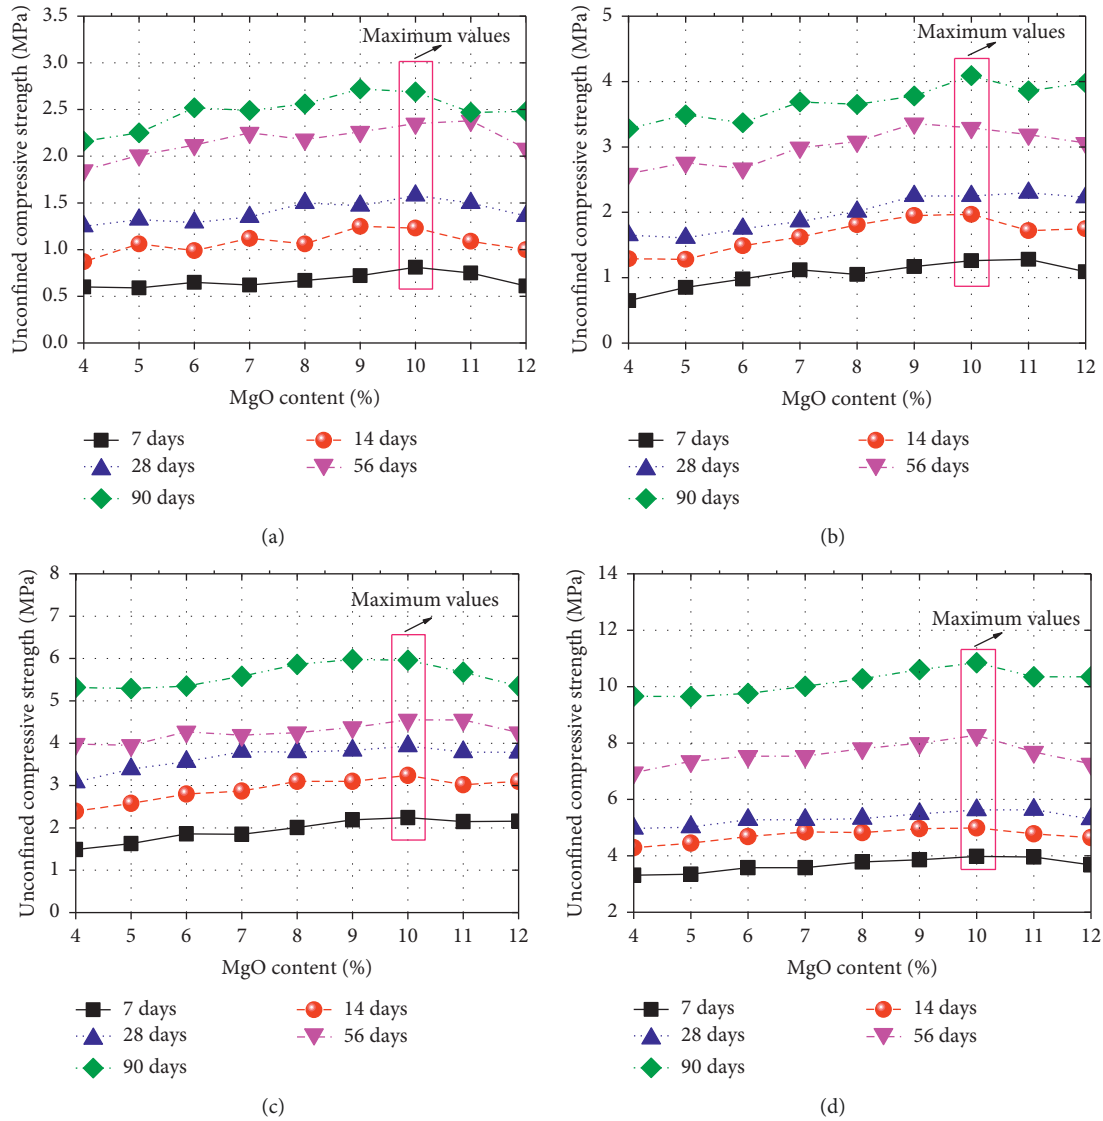 Unconfined compressive strength (MPa)
3.5
3.0
2.5
2.0
1.5
1.0
0.5
0.0
Maximum values
4 5 6 7 8 9 10 11 12
MgO content (%)
7 days 14 days
28 days 56 days
90 days
(a)
Unconfined compressive strength (MPa)
5
4
3
2
1
0
Maximum values
4 5 6 7 8 9 10 11 12
MgO content (%)
7 days 14 days
28 days 56 days
90 days
(b)
Unconfined compressive strength (MPa)
8
7
6
5
4
3
2
1
0
Maximum values
4 5 6 7 8 9 10 11 12
MgO content (%)
7 days 14 days
28 days 56 days
90 days
(c)
Unconfined compressive strength (MPa)
14
12
10
8
6
4
2
Maximum values
4 5 6 7 8 9 10 11 12
MgO content (%)
7 days 14 days
28 days 56 days
90 days
(d)